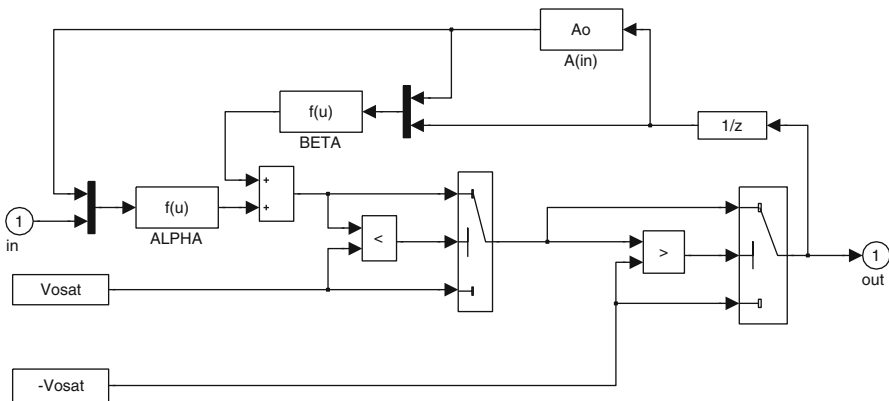 Ao
A(in)
f(u)
BETA
1/z
+
+
1
in
f(u)
ALPHA
<
>
1
out
Vosat
-Vosat